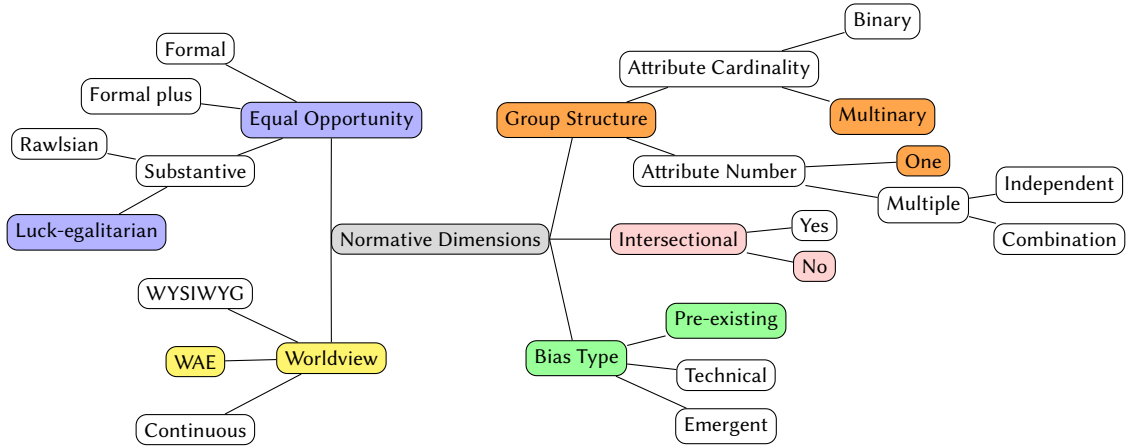 Normative Dimensions
Equal Opportunity
Formal
Formal plus
Substantive
Rawlsian
Luck-egalitarian
Worldview
WYSIWYG
WAE
Continuous
Group Structure
Attribute Cardinality
Binary
Multinary
Attribute Number
One
Multiple
Independent
Combination
Intersectional
Yes
No
Bias Type
Pre-existing
Technical
Emergent